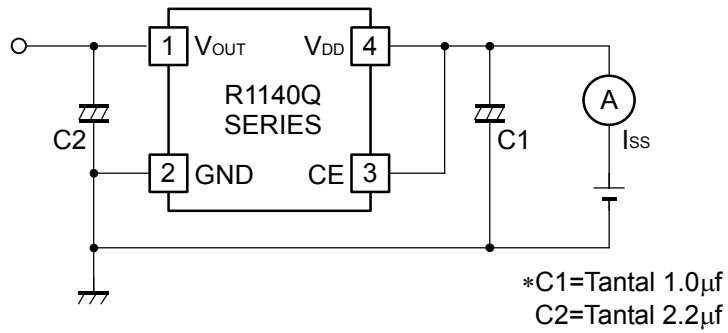 1 VOUT VDD 4
R1140Q
SERIES
A
C2 C1 ISS
2 GND CE 3
*C1=Tantal 1.0μf
C2=Tantal 2.2μf